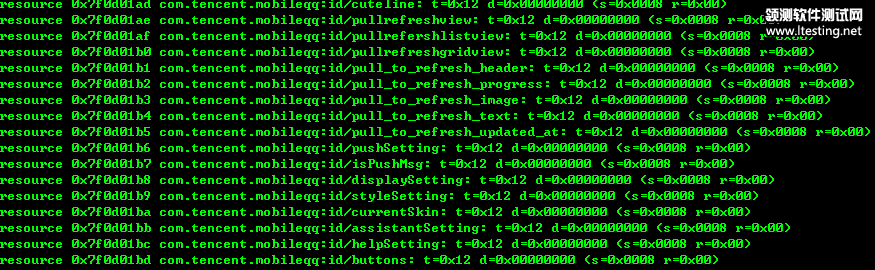 resource 0x7f0d01ad com.tencent.mobileqq:id/cuteline: t=0x12 d=0x00000000 (s=0x0008 r=0x00)
resource 0x7f0d01ae com.tencent.mobileqq:id/pullrefreshview: t=0x12 d=0x00000000 (s=0x0008 r=0x00)
resource 0x7f0d01af com.tencent.mobileqq:id/pullrefershlistview: t=0x12 d=0x00000000 (s=0x0008 r=0x00)
resource 0x7f0d01b0 com.tencent.mobileqq:id/pullrefreshgridview: t=0x12 d=0x00000000 (s=0x0008 r=0x00)
resource 0x7f0d01b1 com.tencent.mobileqq:id/pull_to_refresh_header: t=0x12 d=0x00000000 (s=0x0008 r=0x00)
resource 0x7f0d01b2 com.tencent.mobileqq:id/pull_to_refresh_progress: t=0x12 d=0x00000000 (s=0x0008 r=0x00)
resource 0x7f0d01b3 com.tencent.mobileqq:id/pull_to_refresh_image: t=0x12 d=0x00000000 (s=0x0008 r=0x00)
resource 0x7f0d01b4 com.tencent.mobileqq:id/pull_to_refresh_text: t=0x12 d=0x00000000 (s=0x0008 r=0x00)
resource 0x7f0d01b5 com.tencent.mobileqq:id/pull_to_refresh_updated_at: t=0x12 d=0x00000000 (s=0x0008 r=0x00)
resource 0x7f0d01b6 com.tencent.mobileqq:id/pushSetting: t=0x12 d=0x00000000 (s=0x0008 r=0x00)
resource 0x7f0d01b7 com.tencent.mobileqq:id/isPushMsg: t=0x12 d=0x00000000 (s=0x0008 r=0x00)
resource 0x7f0d01b8 com.tencent.mobileqq:id/displaySetting: t=0x12 d=0x00000000 (s=0x0008 r=0x00)
resource 0x7f0d01b9 com.tencent.mobileqq:id/styleSetting: t=0x12 d=0x00000000 (s=0x0008 r=0x00)
resource 0x7f0d01ba com.tencent.mobileqq:id/currentSkin: t=0x12 d=0x00000000 (s=0x0008 r=0x00)
resource 0x7f0d01bb com.tencent.mobileqq:id/assistantSetting: t=0x12 d=0x00000000 (s=0x0008 r=0x00)
resource 0x7f0d01bc com.tencent.mobileqq:id/helpSetting: t=0x12 d=0x00000000 (s=0x0008 r=0x00)
resource 0x7f0d01bd com.tencent.mobileqq:id/buttons: t=0x12 d=0x00000000 (s=0x0008 r=0x00)
领测软件测试网
www.ltesting.net